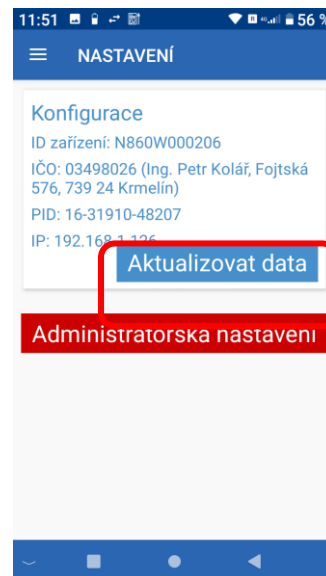 11:51 56 %
NASTAVENÍ
Konfigurace
ID zařízení: N860W000206
IČO: 03498026 (Ing. Petr Kolář, Fojtská
576, 739 24 Krmelín)
PID: 16-31910-48207
IP: 192.168.1.126
Aktualizovat data
Administratorska nastaveni